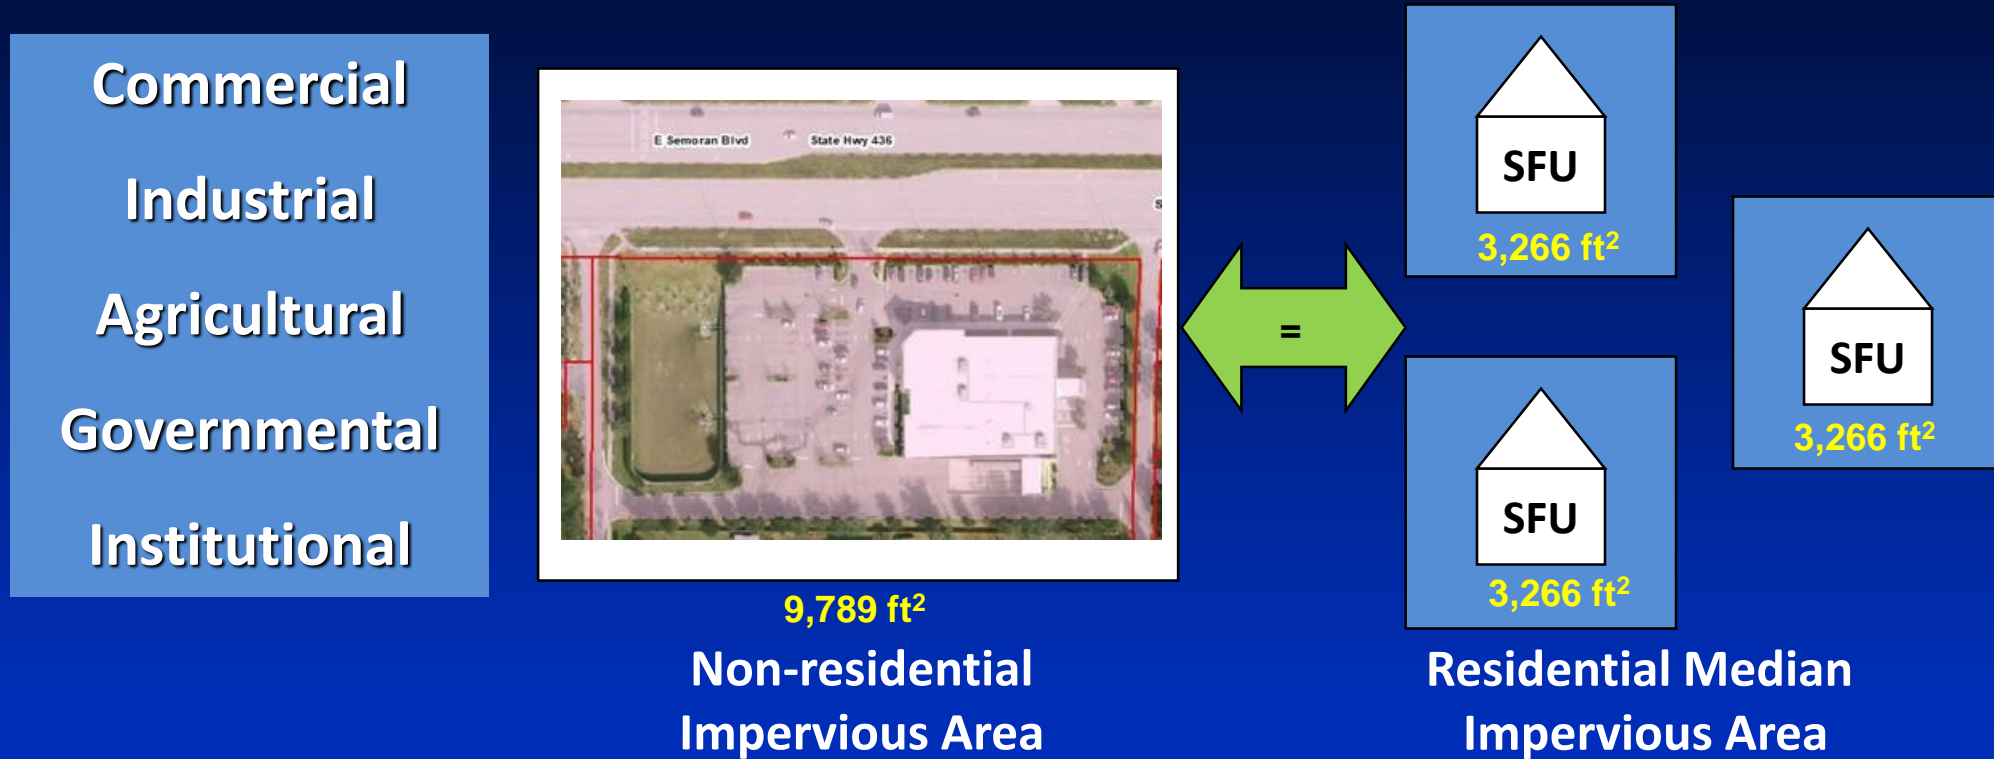 Commercial
Industrial
Agricultural
Governmental
Institutional
E Semoran Blvd
State Hwy 436
S
9,789 ft²
Non-residential
Impervious Area
=
SFU
3,266 ft²
SFU
3,266 ft²
SFU
3,266 ft²
Residential Median
Impervious Area